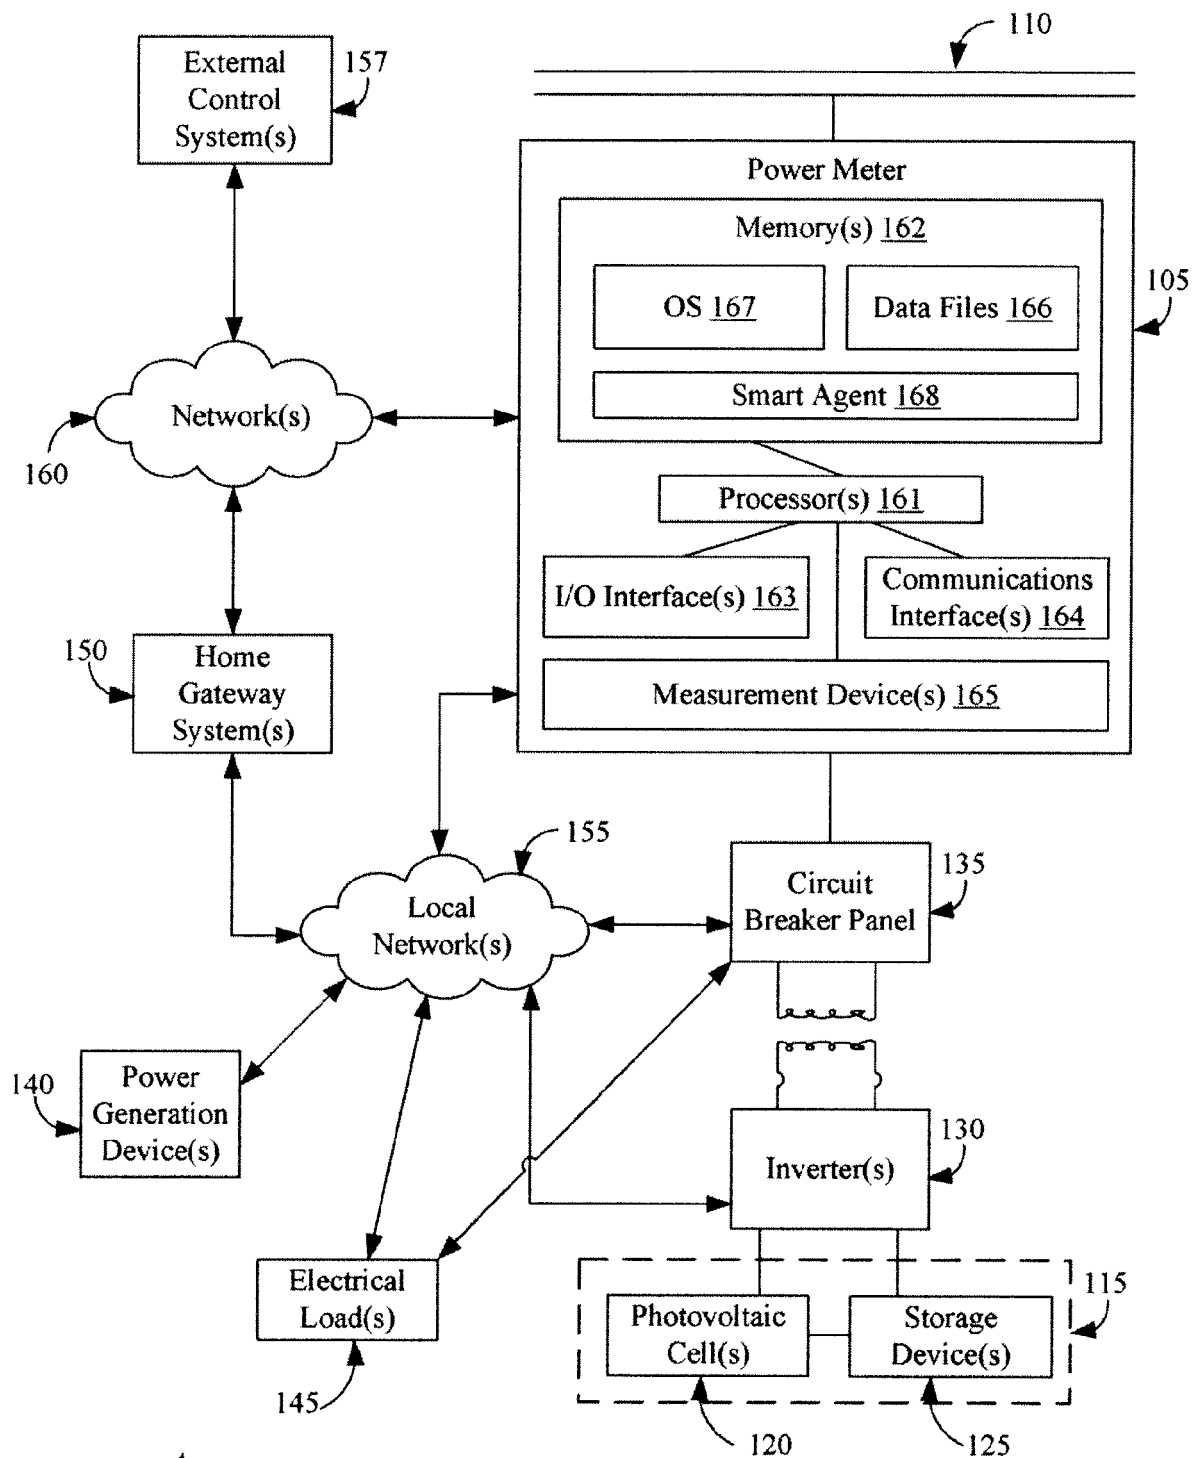 110
External
Control
System(s)
157
Power Meter
Memory(s) 162
OS 167
Data Files 166
105
Smart Agent 168
Network(s)
160
Processor(s) 161
I/O Interface(s) 163
Communications
Interface(s) 164
150
Home
Gateway
System(s)
Measurement Device(s) 165
155
Local
Network(s)
Circuit
Breaker Panel
135
140
Power
Generation
Device(s)
130
Inverter(s)
Electrical
Load(s)
145
115
Photovoltaic
Cell(s)
Storage
Device(s)
120
125